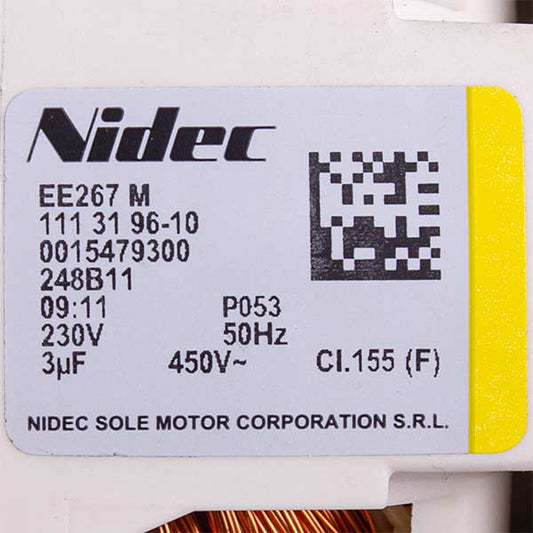 Nidec
EE267 M
111 31 96-10
0015479300
248B11
09:11 P053
230V 50Hz
3µF 450V~ Cl.155 (F)
NIDEC SOLE MOTOR CORPORATION S.R.L.